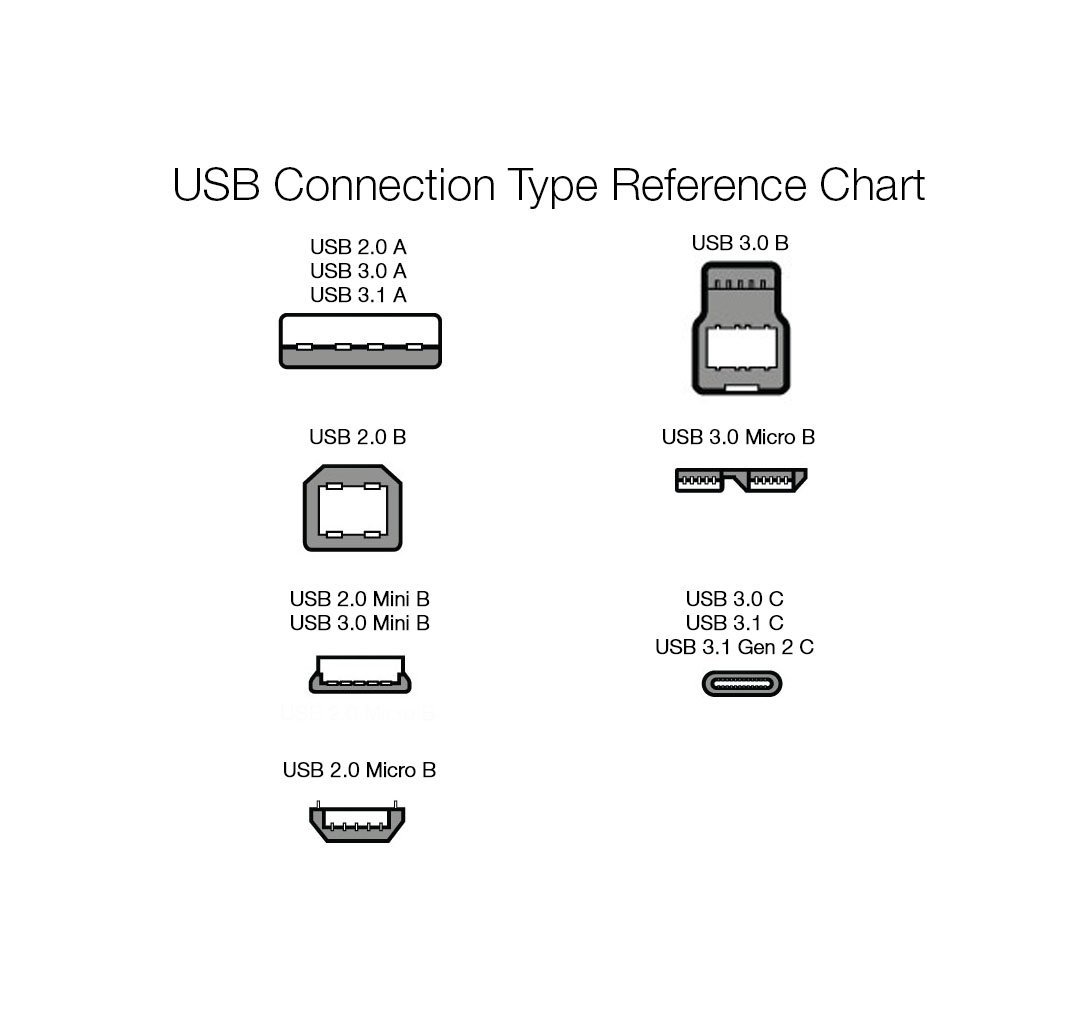 USB Connection Type Reference Chart
USB 2.0 A
USB 3.0 A
USB 3.1 A
USB 3.0 B
USB 2.0 B
USB 3.0 Micro B
USB 2.0 Mini B
USB 3.0 Mini B
USB 3.0 C
USB 3.1 C
USB 3.1 Gen 2 C
USB 2.0 Micro B